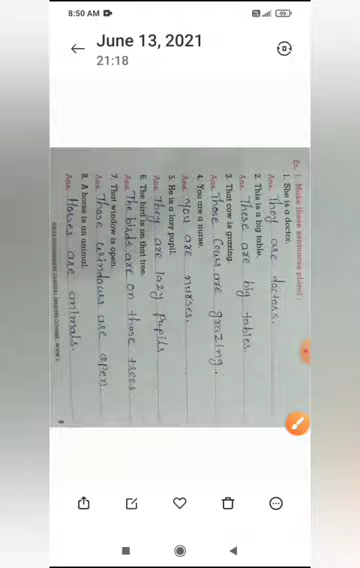 8:50 AM
99
June 13, 2021
21:18
Ex. 1. Make these sentences plural :
1. She is a doctor.
Ans. They are doctors.
2. This is a big table.
Ans. These are big tables.
3. That cow is grazing.
Ans. Those Cows are grazing.
4. You are a nurse.
Ans. You are nurses.
5. He is a lazy pupil.
Ans. They are lazy pupils
6. The bird is on that tree.
Ans. The birds are on those trees
7. That window is open.
Ans. Those windows are open.
8. A horse is an animal.
Ans. Horses are animals.